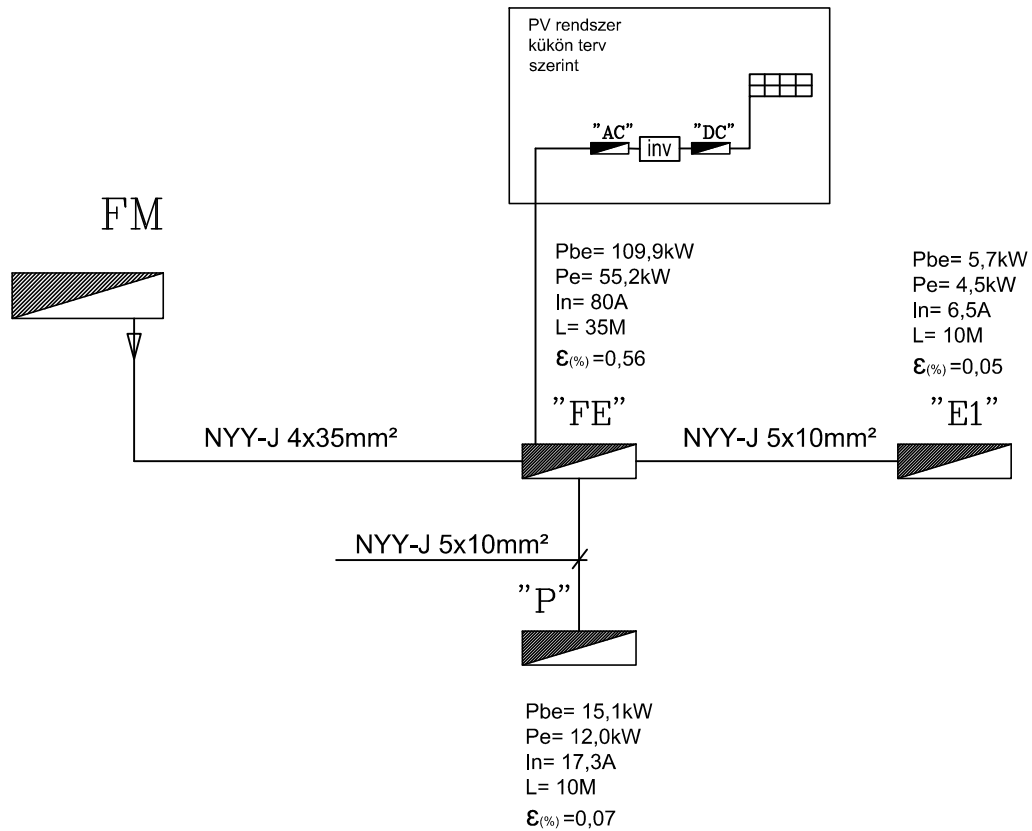 PV rendszer
kükön terv
szerint
"AC"
inv
"DC"
FM
Pbe= 109,9kW
Pe= 55,2kW
In= 80A
L= 35M
ε(%) =0,56
Pbe= 5,7kW
Pe= 4,5kW
In= 6,5A
L= 10M
ε(%) =0,05
"FE"
"E1"
NYY-J 4x35mm²
NYY-J 5x10mm²
NYY-J 5x10mm²
"P"
Pbe= 15,1kW
Pe= 12,0kW
In= 17,3A
L= 10M
ε(%) =0,07